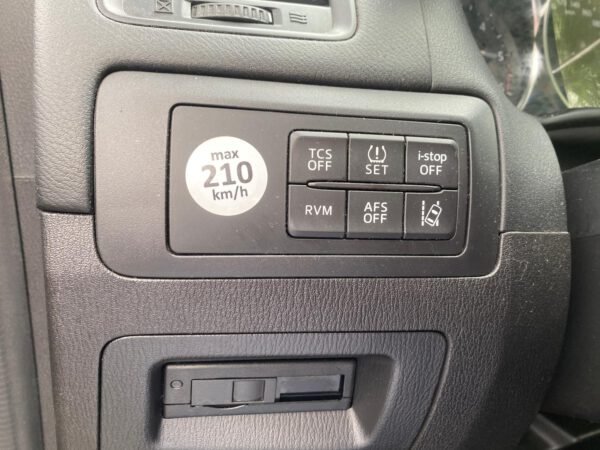 max
210
km/h
TCS
OFF
SET
i-stop
OFF
RVM
AFS
OFF